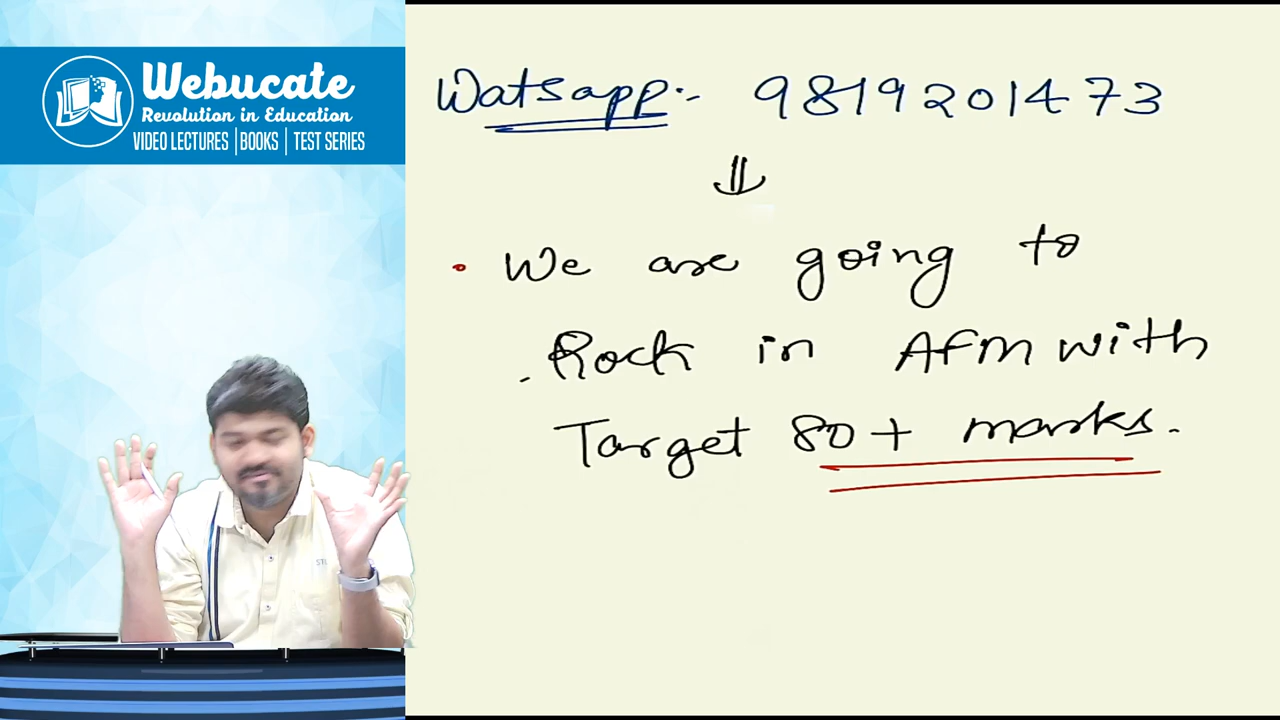 Webucate
Revolution in Education
VIDEO LECTURES | BOOKS | TEST SERIES
Watsapp:- 9819201473
⇓
• We are going to
Rock in AFM with
Target 80+ marks.